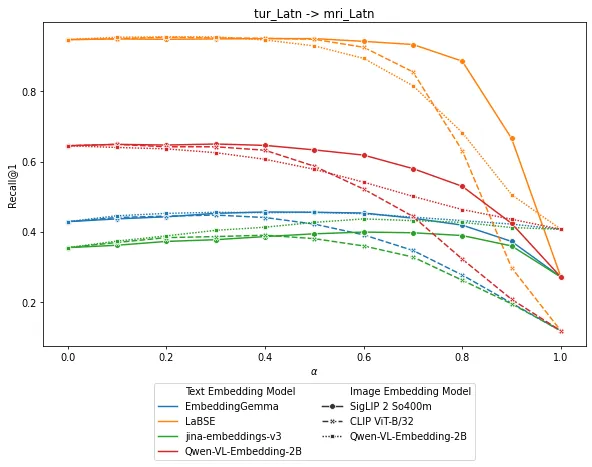 tur_Latn -> mri_Latn
Recall@1
0.8
0.6
0.4
0.2
0.0 0.2 0.4 0.6 0.8 1.0
α
Text Embedding Model
EmbeddingGemma
LaBSE
jina-embeddings-v3
Qwen-VL-Embedding-2B
Image Embedding Model
SigLIP 2 So400m
CLIP ViT-B/32
Qwen-VL-Embedding-2B